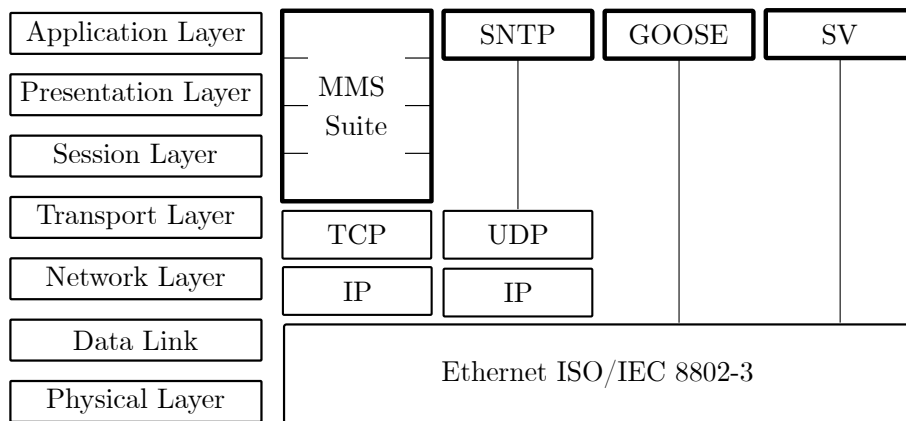 Application Layer
SNTP
GOOSE
SV
Presentation Layer
MMS
Suite
Session Layer
Transport Layer
TCP
UDP
Network Layer
IP
IP
Data Link
Ethernet ISO/IEC 8802-3
Physical Layer